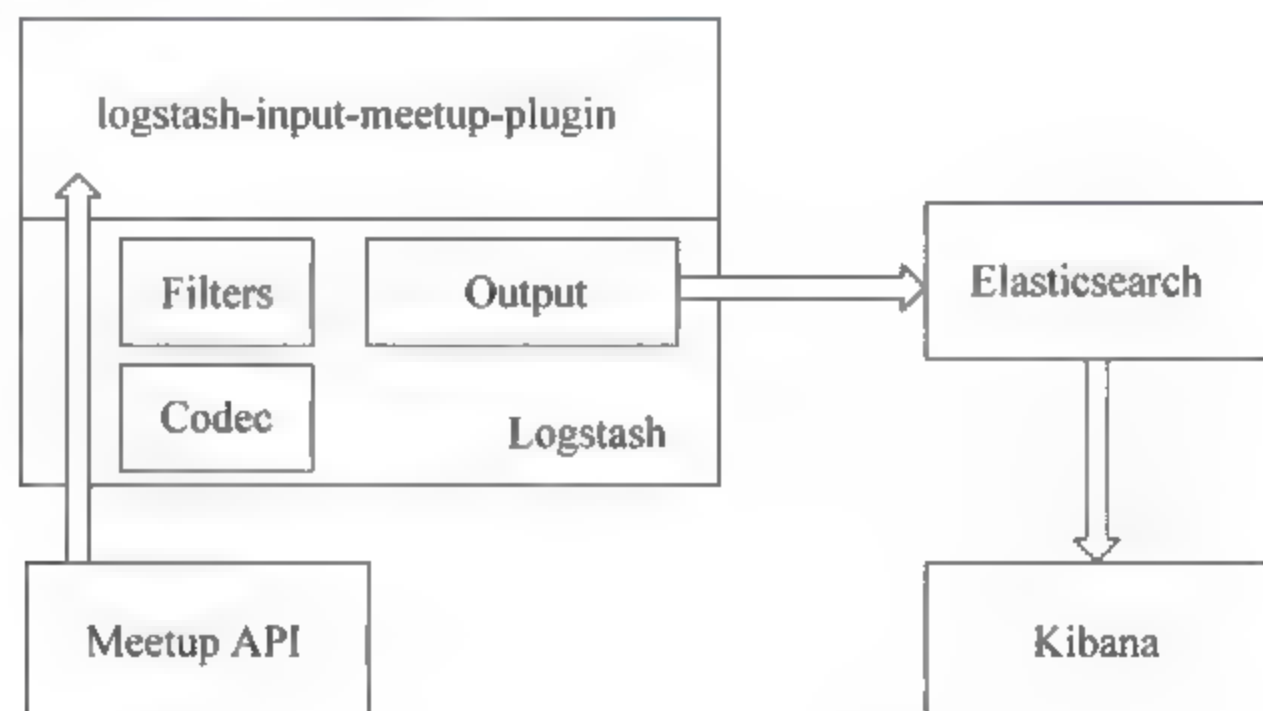 logstash-input-meetup-plugin
Filters
Output
Elasticsearch
Codec
Logstash
Meetup API
Kibana